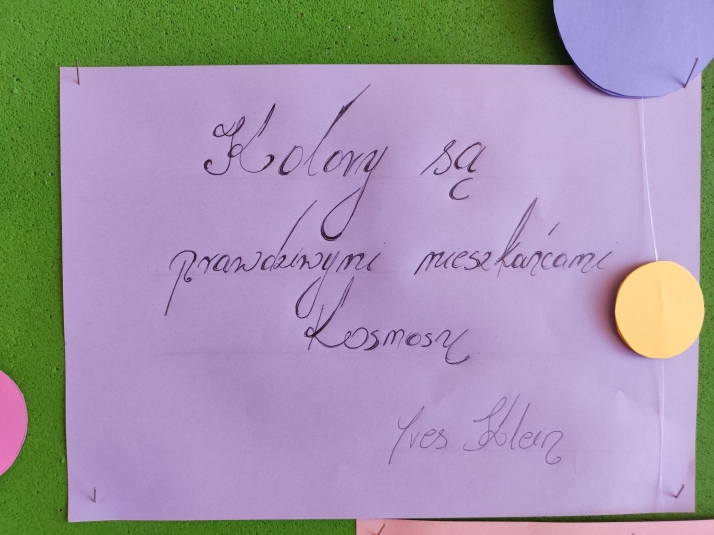 Kolory są
prawdziwymi mieszkańcami
Kosmosu
Yves Klein